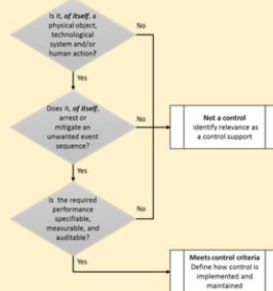 Is it, of itself, a
physical object,
technological
system and/or
human action?
No
Yes
Does it, of itself,
arrest or
mitigate an
unwanted event
sequence?
No
Not a control
identify relevance as
a control support
Yes
Is the required
performance
specifiable,
measurable, and
auditable?
No
Yes
Meets control criteria
Define how control is
implemented and
maintained